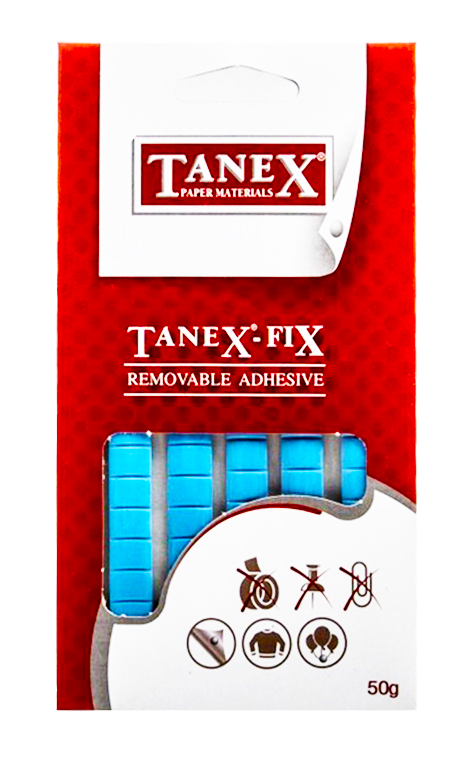 TANEX®
PAPER MATERIALS
TANEX®-FIX
REMOVABLE ADHESIVE
50g